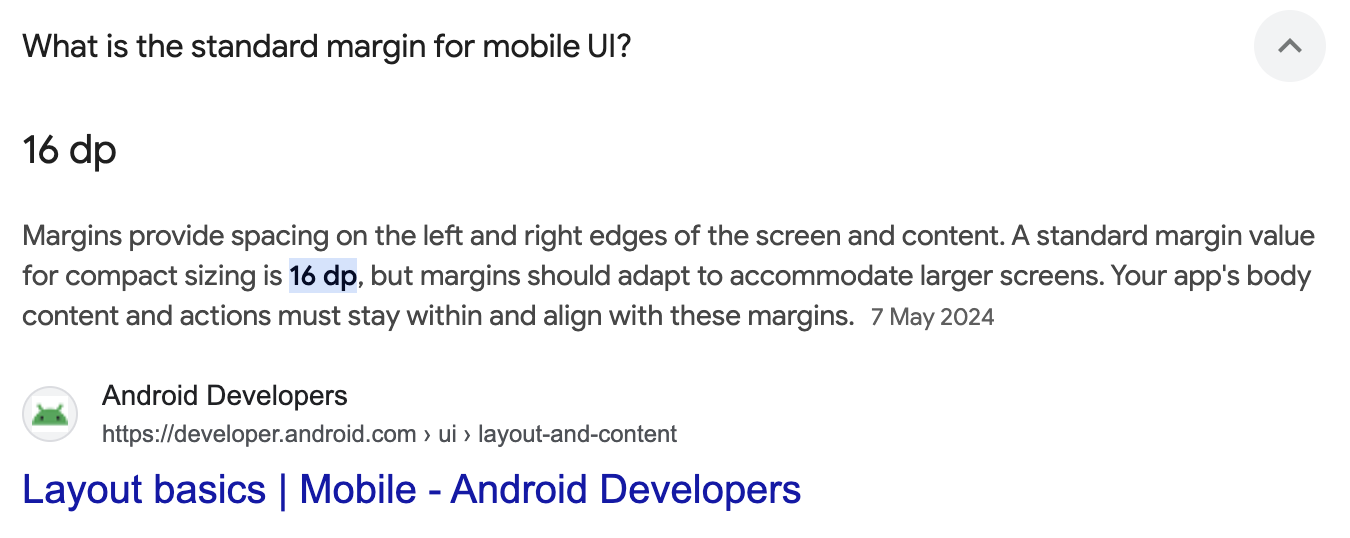 What is the standard margin for mobile UI?
16 dp
Margins provide spacing on the left and right edges of the screen and content. A standard margin value
for compact sizing is 16 dp, but margins should adapt to accommodate larger screens. Your app's body
content and actions must stay within and align with these margins. 7 May 2024
Android Developers
https://developer.android.com › ui › layout-and-content
Layout basics | Mobile - Android Developers